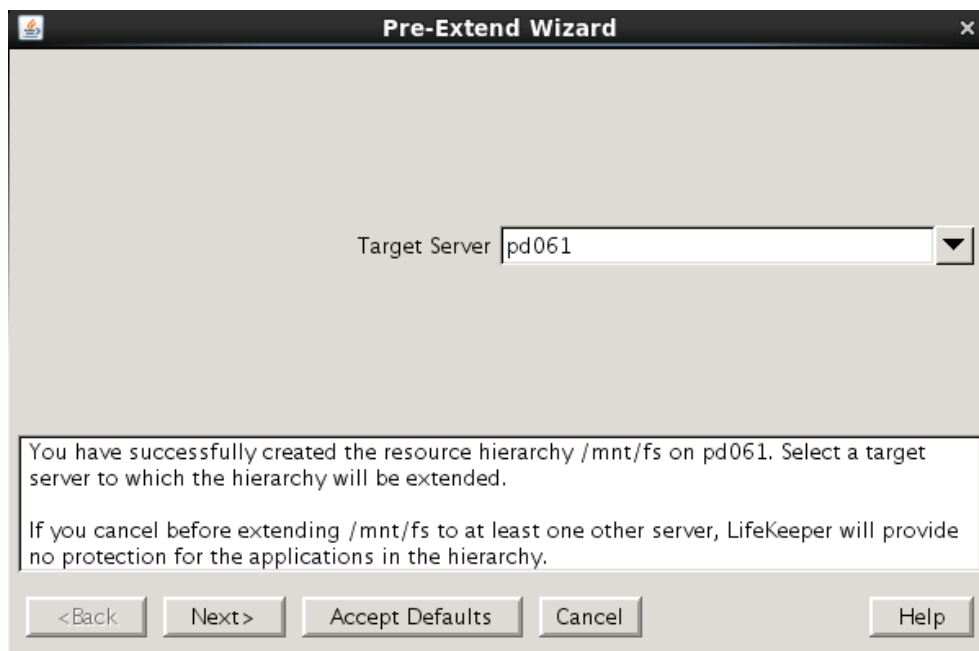 Pre-Extend Wizard
Target Server pd061
You have successfully created the resource hierarchy /mnt/fs on pd061. Select a target
server to which the hierarchy will be extended.
If you cancel before extending /mnt/fs to at least one other server, LifeKeeper will provide
no protection for the applications in the hierarchy.
<Back Next> Accept Defaults Cancel Help